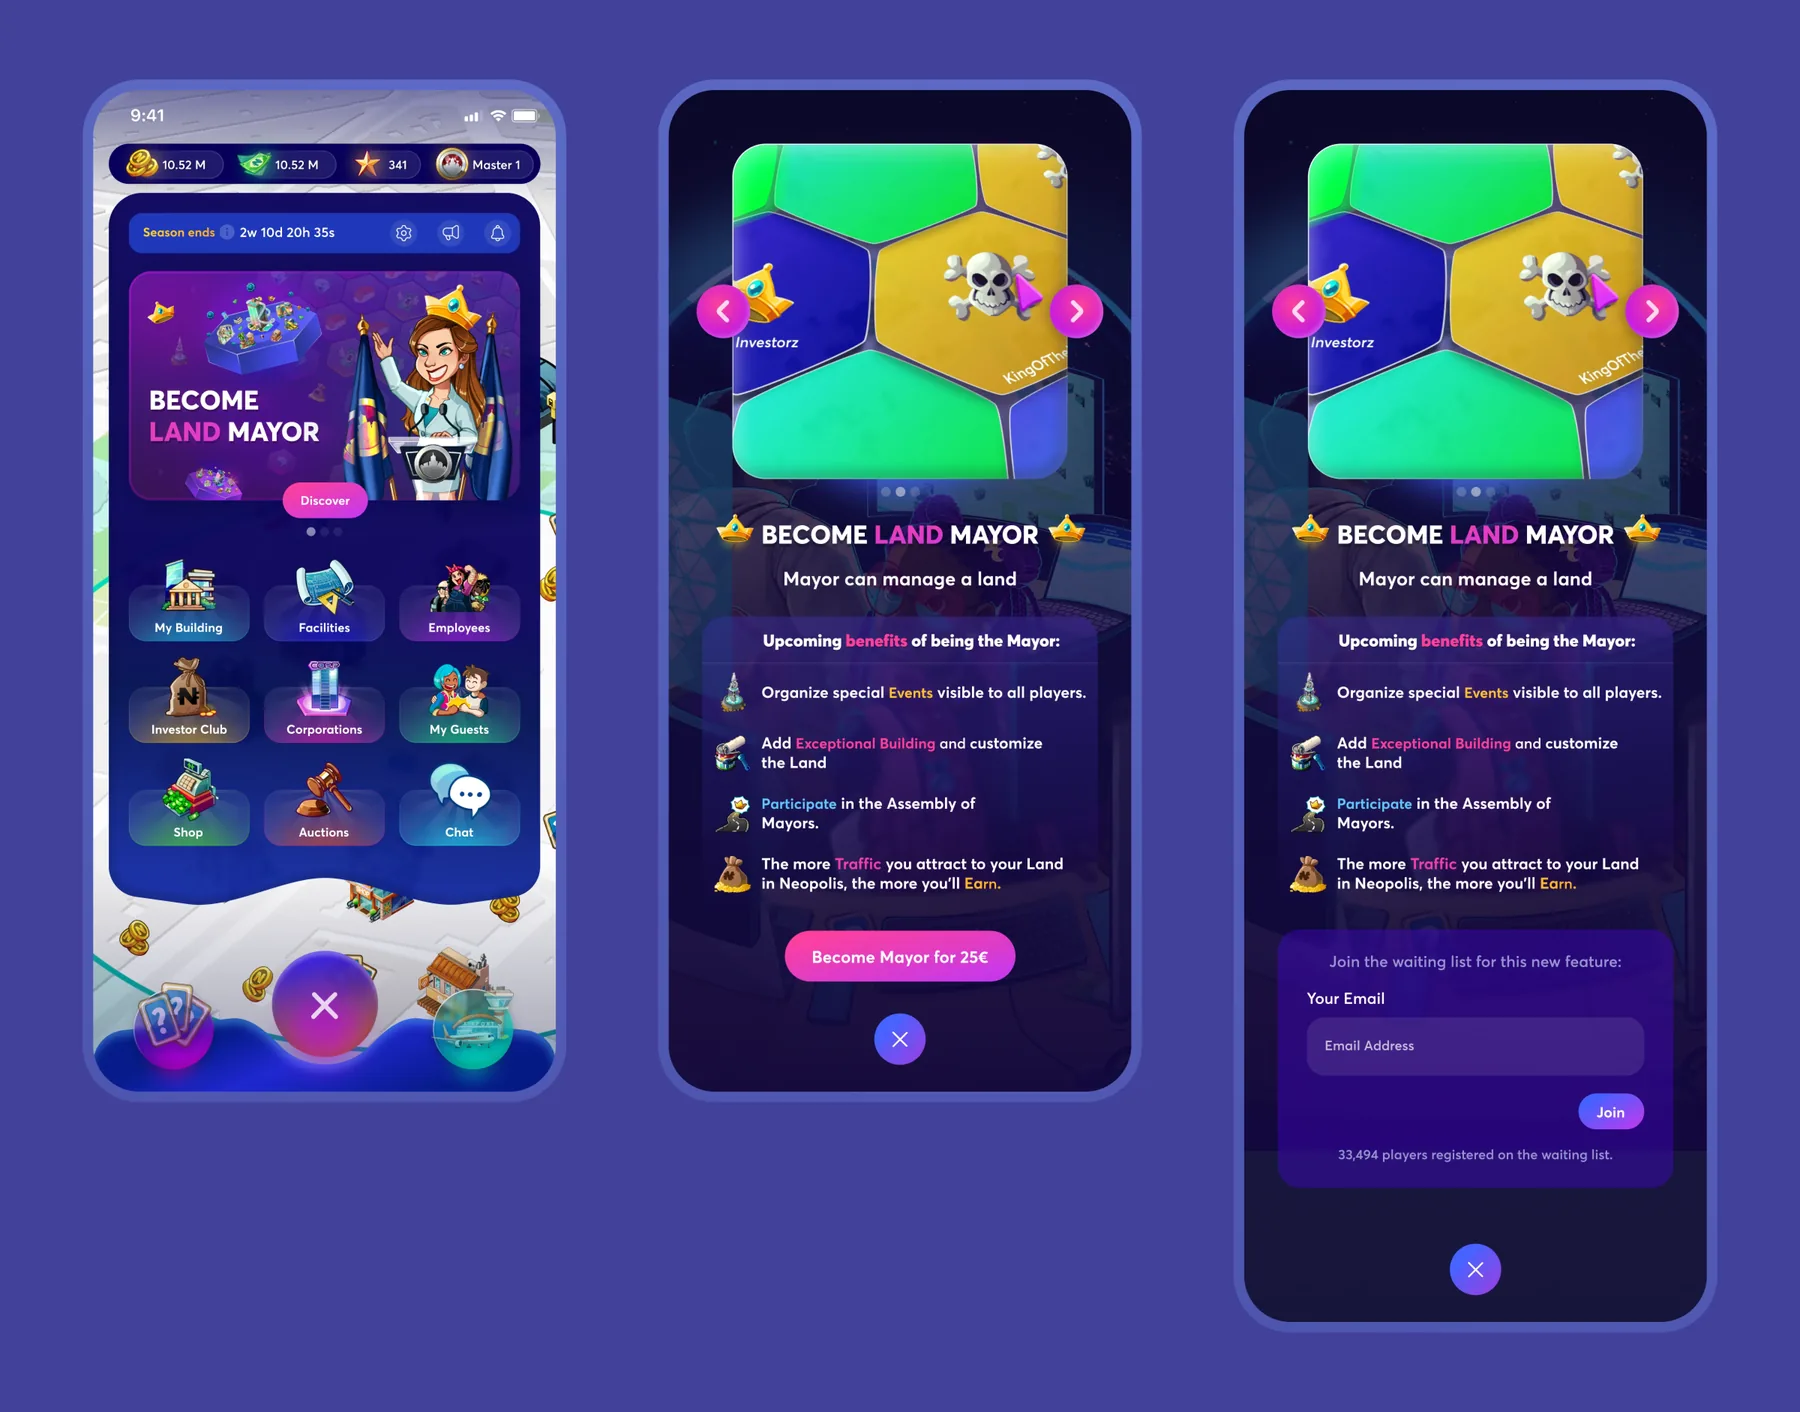 9:41
10.52 M
10.52 M
341
Master 1
Season ends
2w 10d 20h 35s
BECOME
LAND MAYOR
Discover
My Building
Facilities
Employees
Investor Club
Corporations
My Guests
Shop
Auctions
Chat
Investorz
KingOfThe
BECOME LAND MAYOR
Mayor can manage a land
Upcoming benefits of being the Mayor:
Organize special Events visible to all players.
Add Exceptional Building and customize
the Land
Participate in the Assembly of
Mayors.
The more Traffic you attract to your Land
in Neopolis, the more you'll Earn.
Become Mayor for 25€
Investorz
KingOfThe
BECOME LAND MAYOR
Mayor can manage a land
Upcoming benefits of being the Mayor:
Organize special Events visible to all players.
Add Exceptional Building and customize
the Land
Participate in the Assembly of
Mayors.
The more Traffic you attract to your Land
in Neopolis, the more you'll Earn.
Join the waiting list for this new feature:
Your Email
Email Address
Join
33,494 players registered on the waiting list.